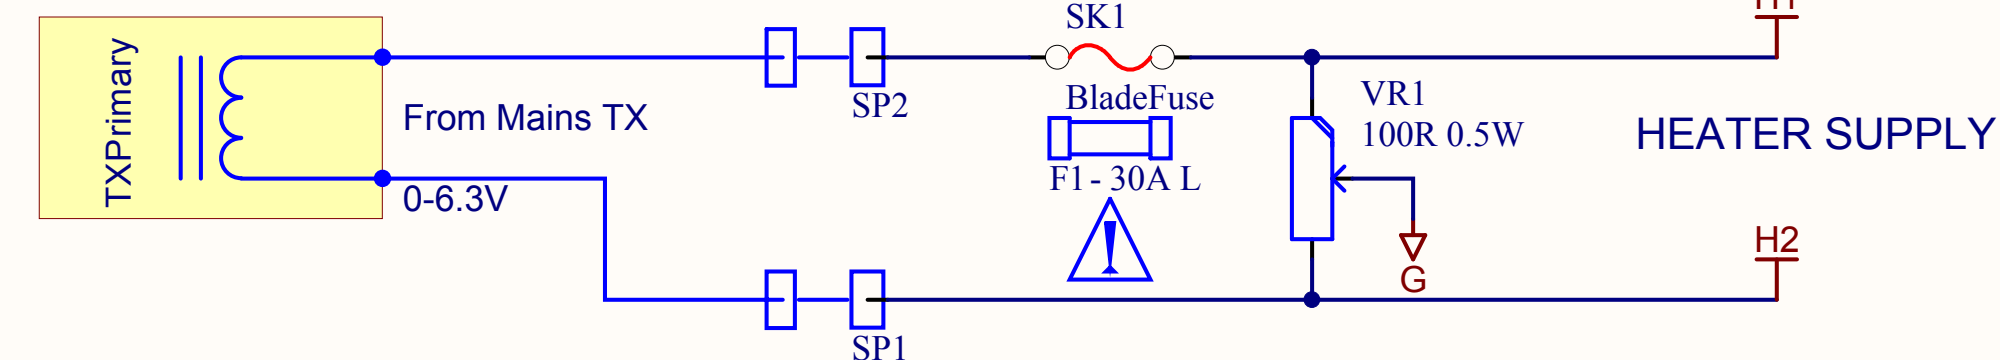 H1
SK1
TXPrimary
From Mains TX
SP2
BladeFuse
VR1
100R 0.5W
HEATER SUPPLY
F1- 30A L
0-6.3V
H2
G
SP1